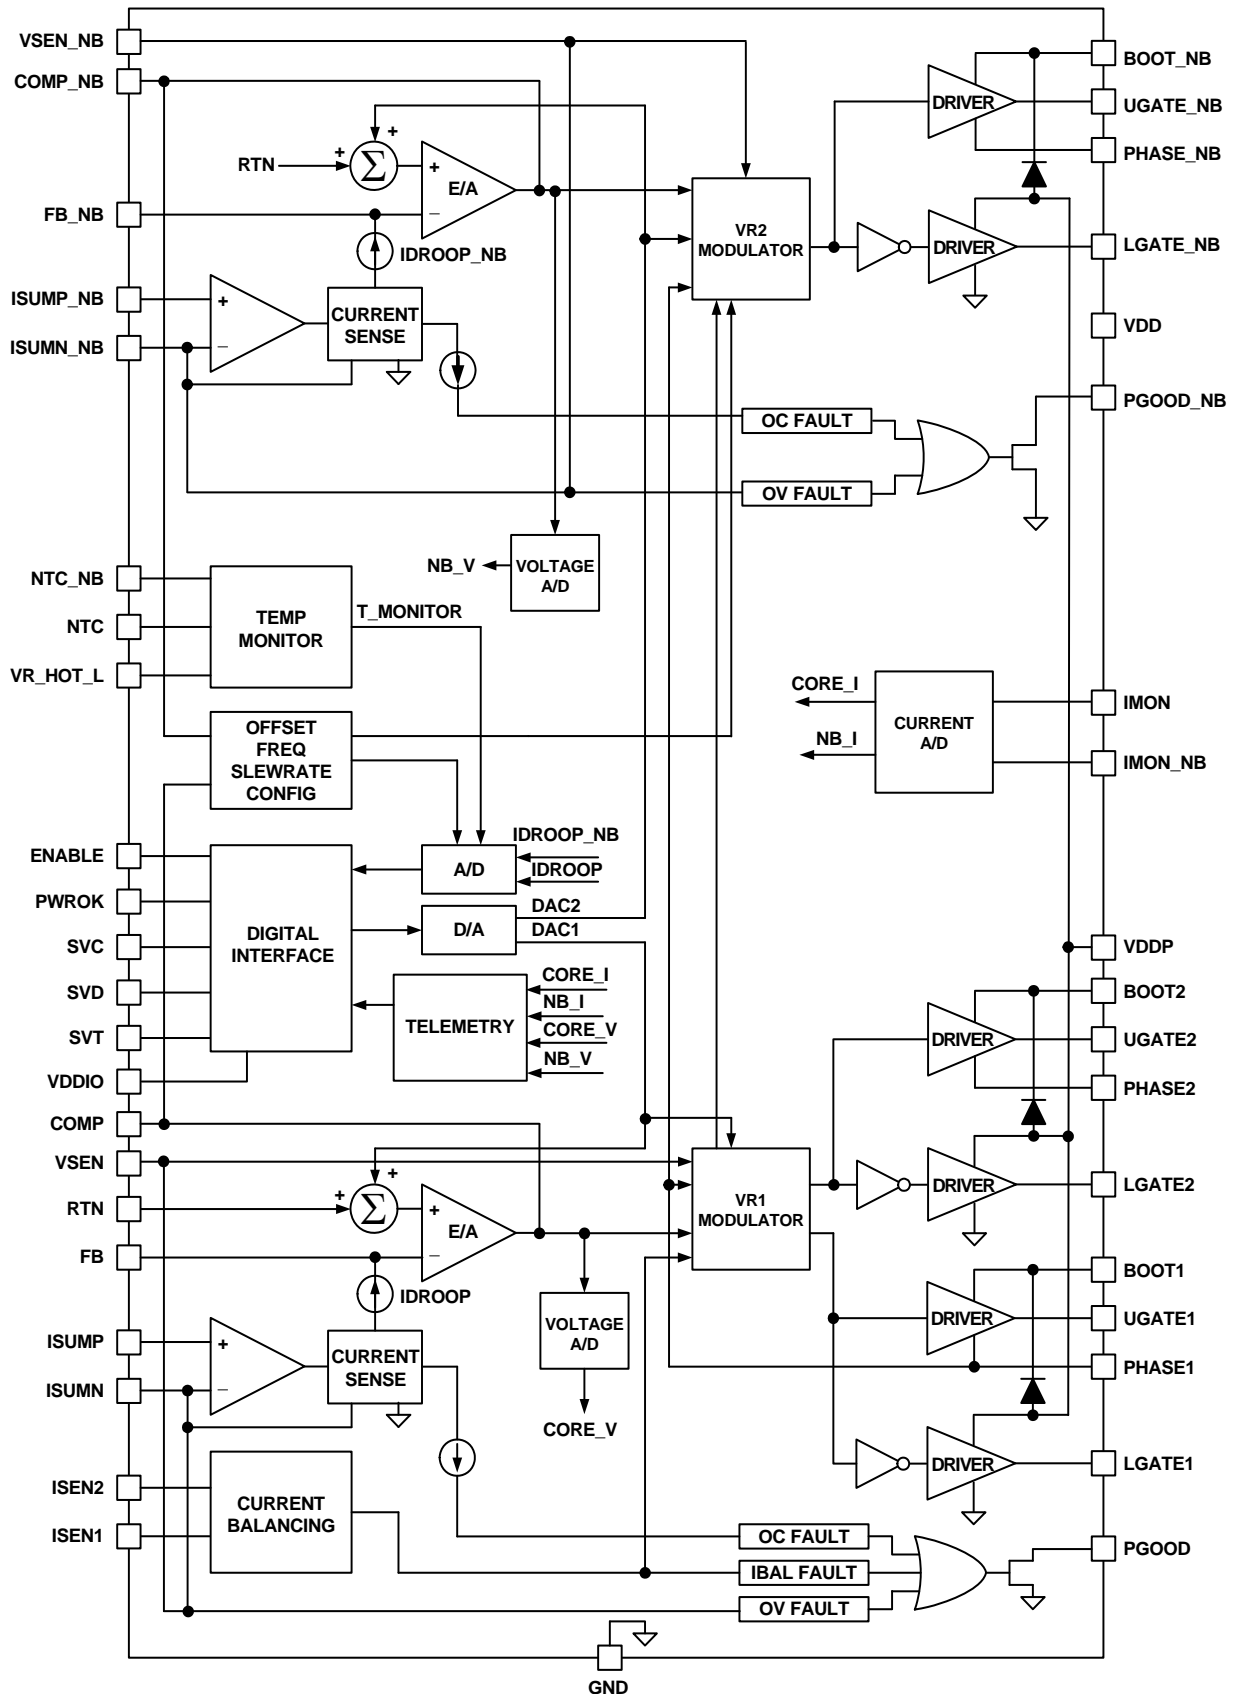 VSEN_NB
COMP_NB
BOOT_NB
DRIVER
UGATE_NB
PHASE_NB
+
+
RTN
Σ
+
E/A
FB_NB
−
VR2
MODULATOR
DRIVER
LGATE_NB
IDROOP_NB
ISUMP_NB
+
CURRENT
SENSE
ISUMN_NB
−
VDD
PGOOD_NB
OC FAULT
OV FAULT
NB_V
VOLTAGE
A/D
NTC_NB
NTC
VR_HOT_L
TEMP
MONITOR
T_MONITOR
CORE_I
NB_I
CURRENT
A/D
IMON
IMON_NB
OFFSET
FREQ
SLEWRATE
CONFIG
ENABLE
PWROK
SVC
SVD
SVT
VDDIO
DIGITAL
INTERFACE
A/D
IDROOP_NB
IDROOP
D/A
DAC2
DAC1
TELEMETRY
CORE_I
NB_I
CORE_V
NB_V
VDDP
BOOT2
DRIVER
UGATE2
PHASE2
COMP
VSEN
RTN
FB
+
+
Σ
+
E/A
−
VR1
MODULATOR
DRIVER
LGATE2
IDROOP
BOOT1
DRIVER
UGATE1
PHASE1
VOLTAGE
A/D
CORE_V
ISUMP
+
ISUMN
−
CURRENT
SENSE
DRIVER
LGATE1
ISEN2
ISEN1
CURRENT
BALANCING
OC FAULT
IBAL FAULT
OV FAULT
PGOOD
GND